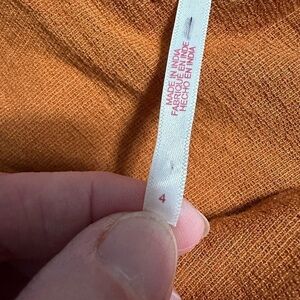 MADE IN INDIA
FABRIQUÉ EN INDE
HECHO EN INDIA
4